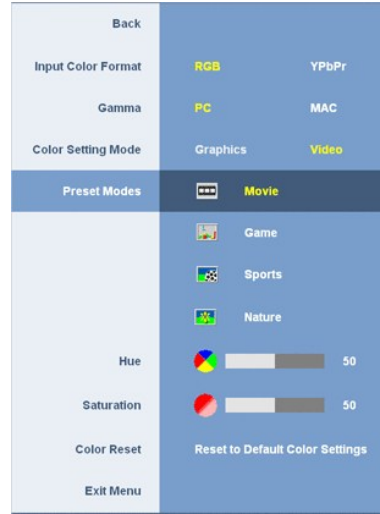 Back
Input Color Format RGB YPbPr
Gamma PC MAC
Color Setting Mode Graphics Video
Preset Modes Movie
Game
Sports
Nature
Hue 50
Saturation 50
Color Reset Reset to Default Color Settings
Exit Menu